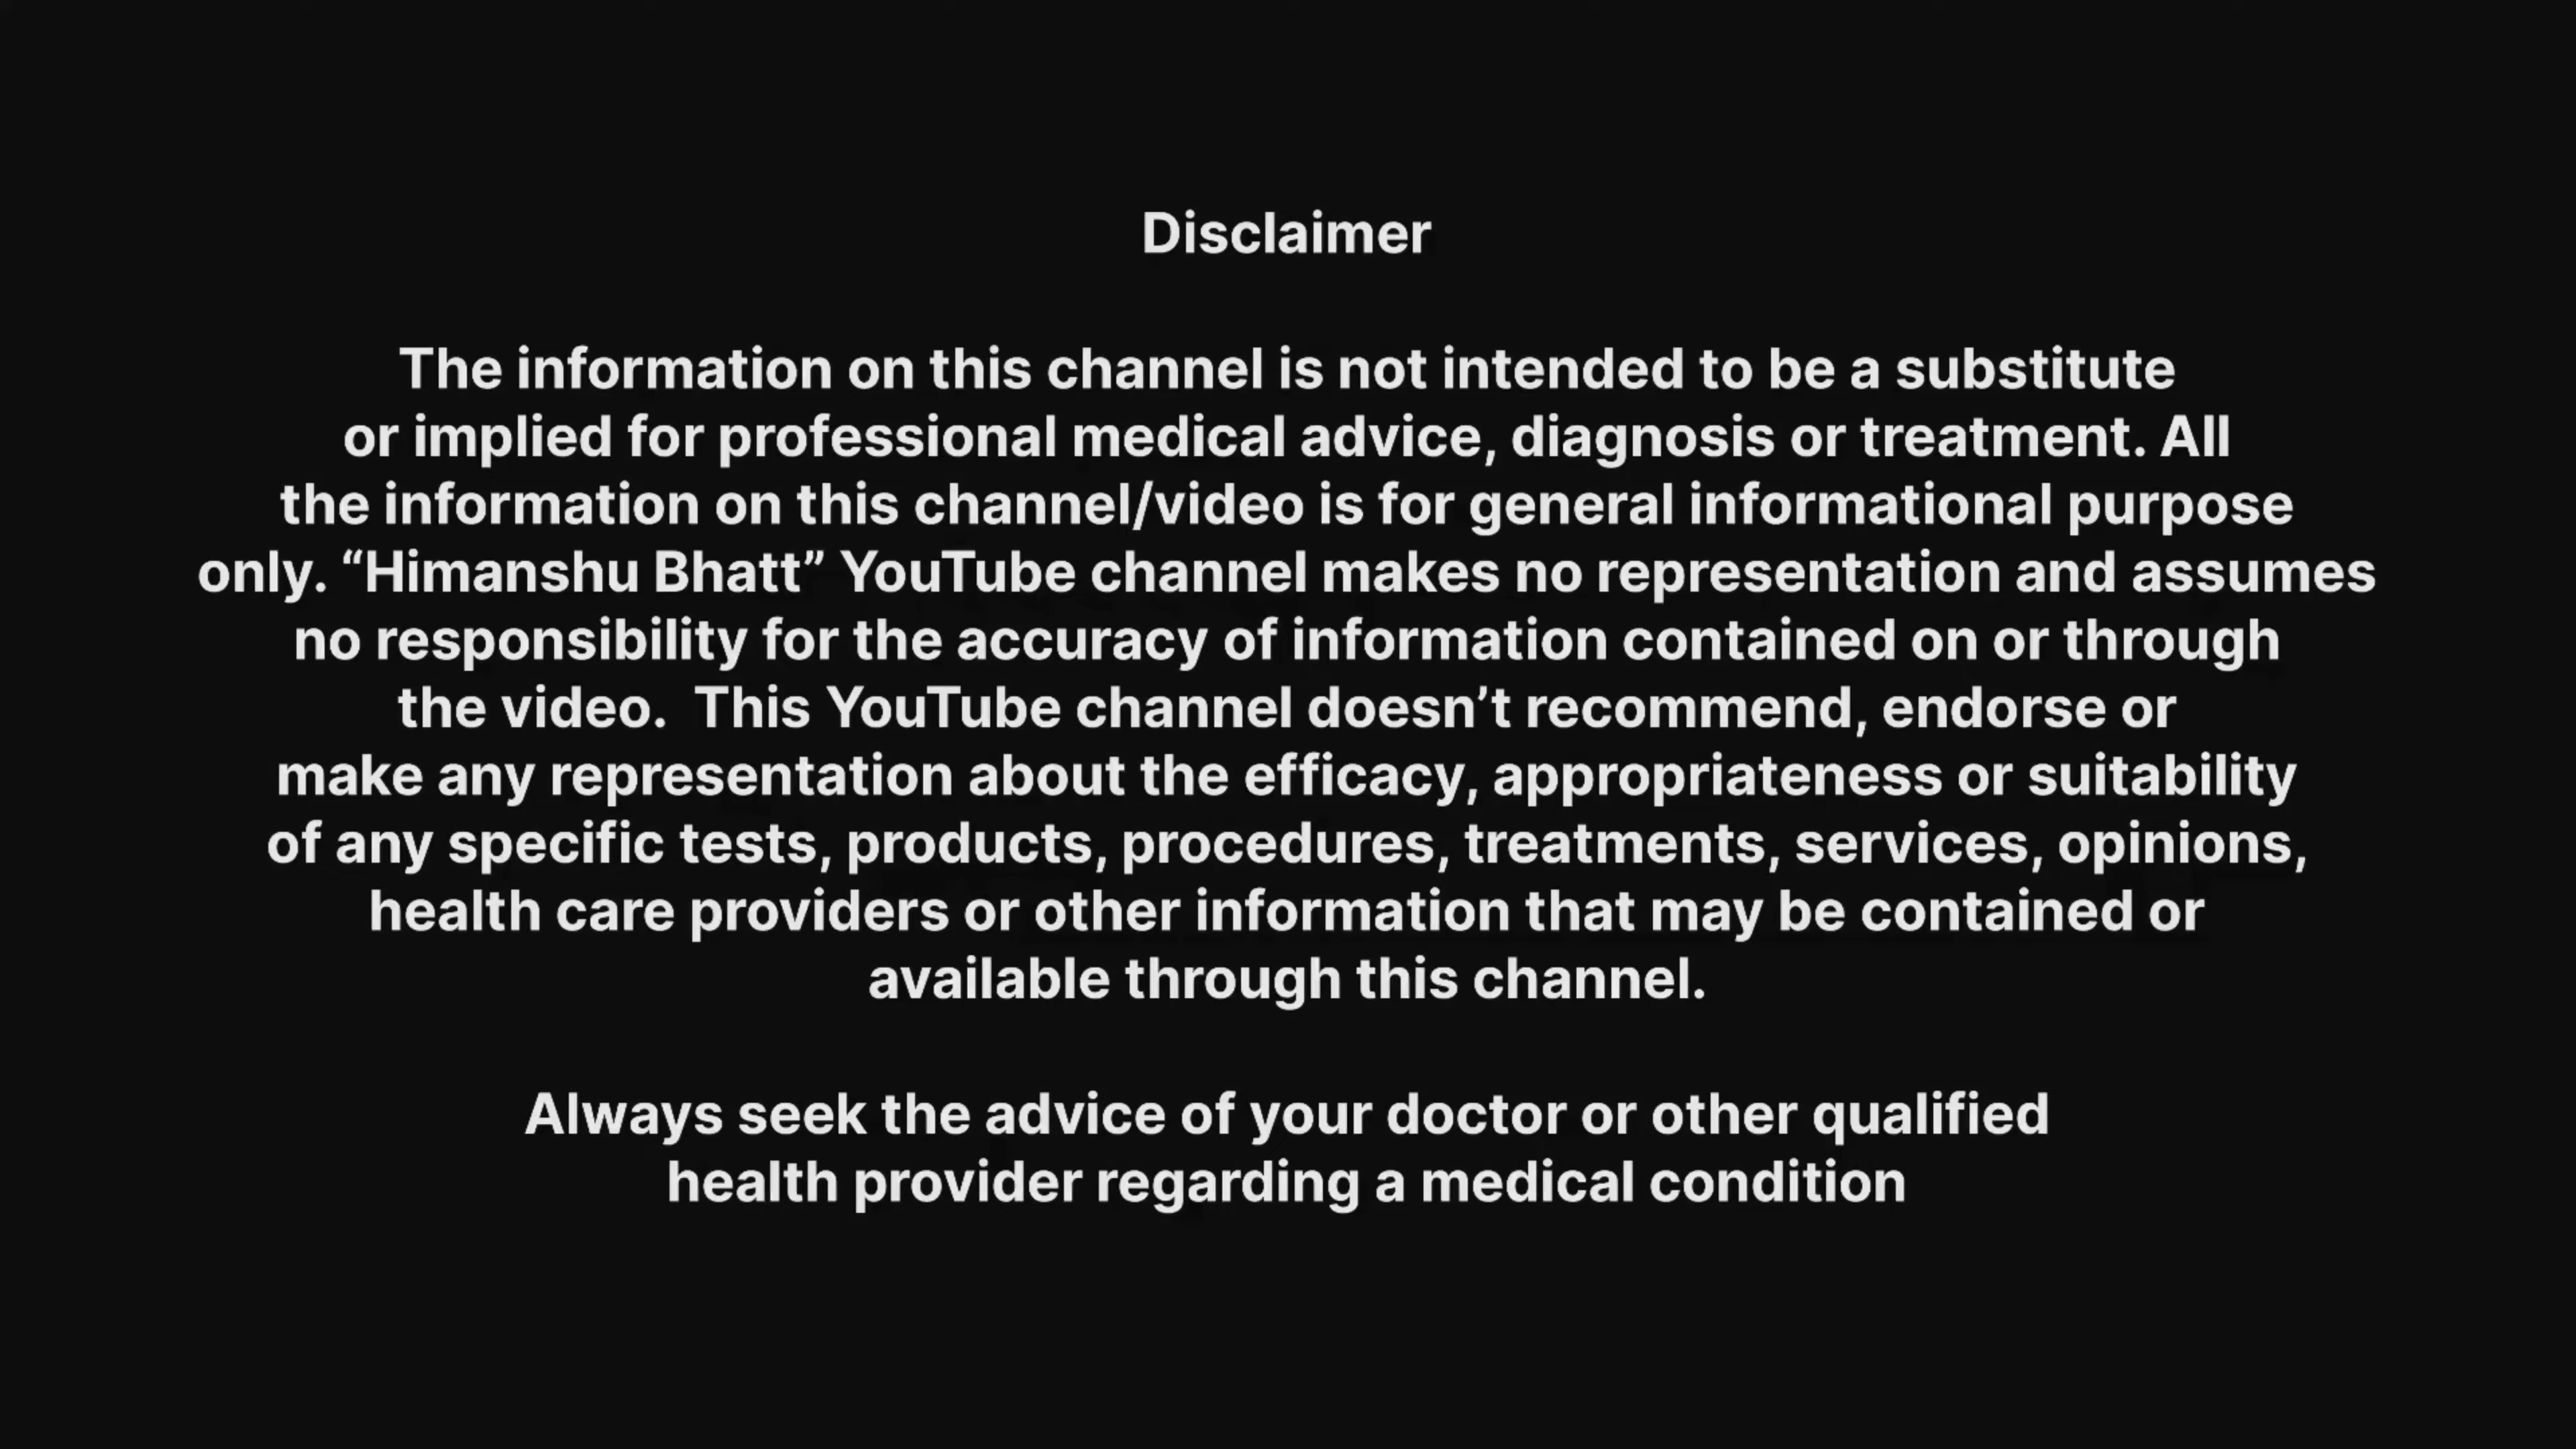 Disclaimer
The information on this channel is not intended to be a substitute
or implied for professional medical advice, diagnosis or treatment. All
the information on this channel/video is for general informational purpose
only. “Himanshu Bhatt” YouTube channel makes no representation and assumes
no responsibility for the accuracy of information contained on or through
the video.  This YouTube channel doesn’t recommend, endorse or
make any representation about the efficacy, appropriateness or suitability
of any specific tests, products, procedures, treatments, services, opinions,
health care providers or other information that may be contained or
available through this channel.
Always seek the advice of your doctor or other qualified
health provider regarding a medical condition